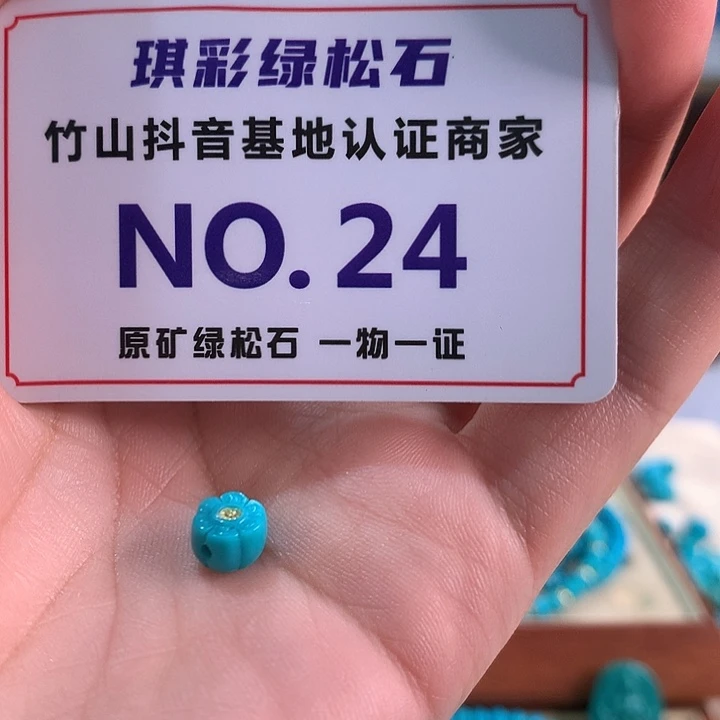 琪彩绿松石
竹山抖音基地认证商家
NO.24
原矿绿松石 一物一证